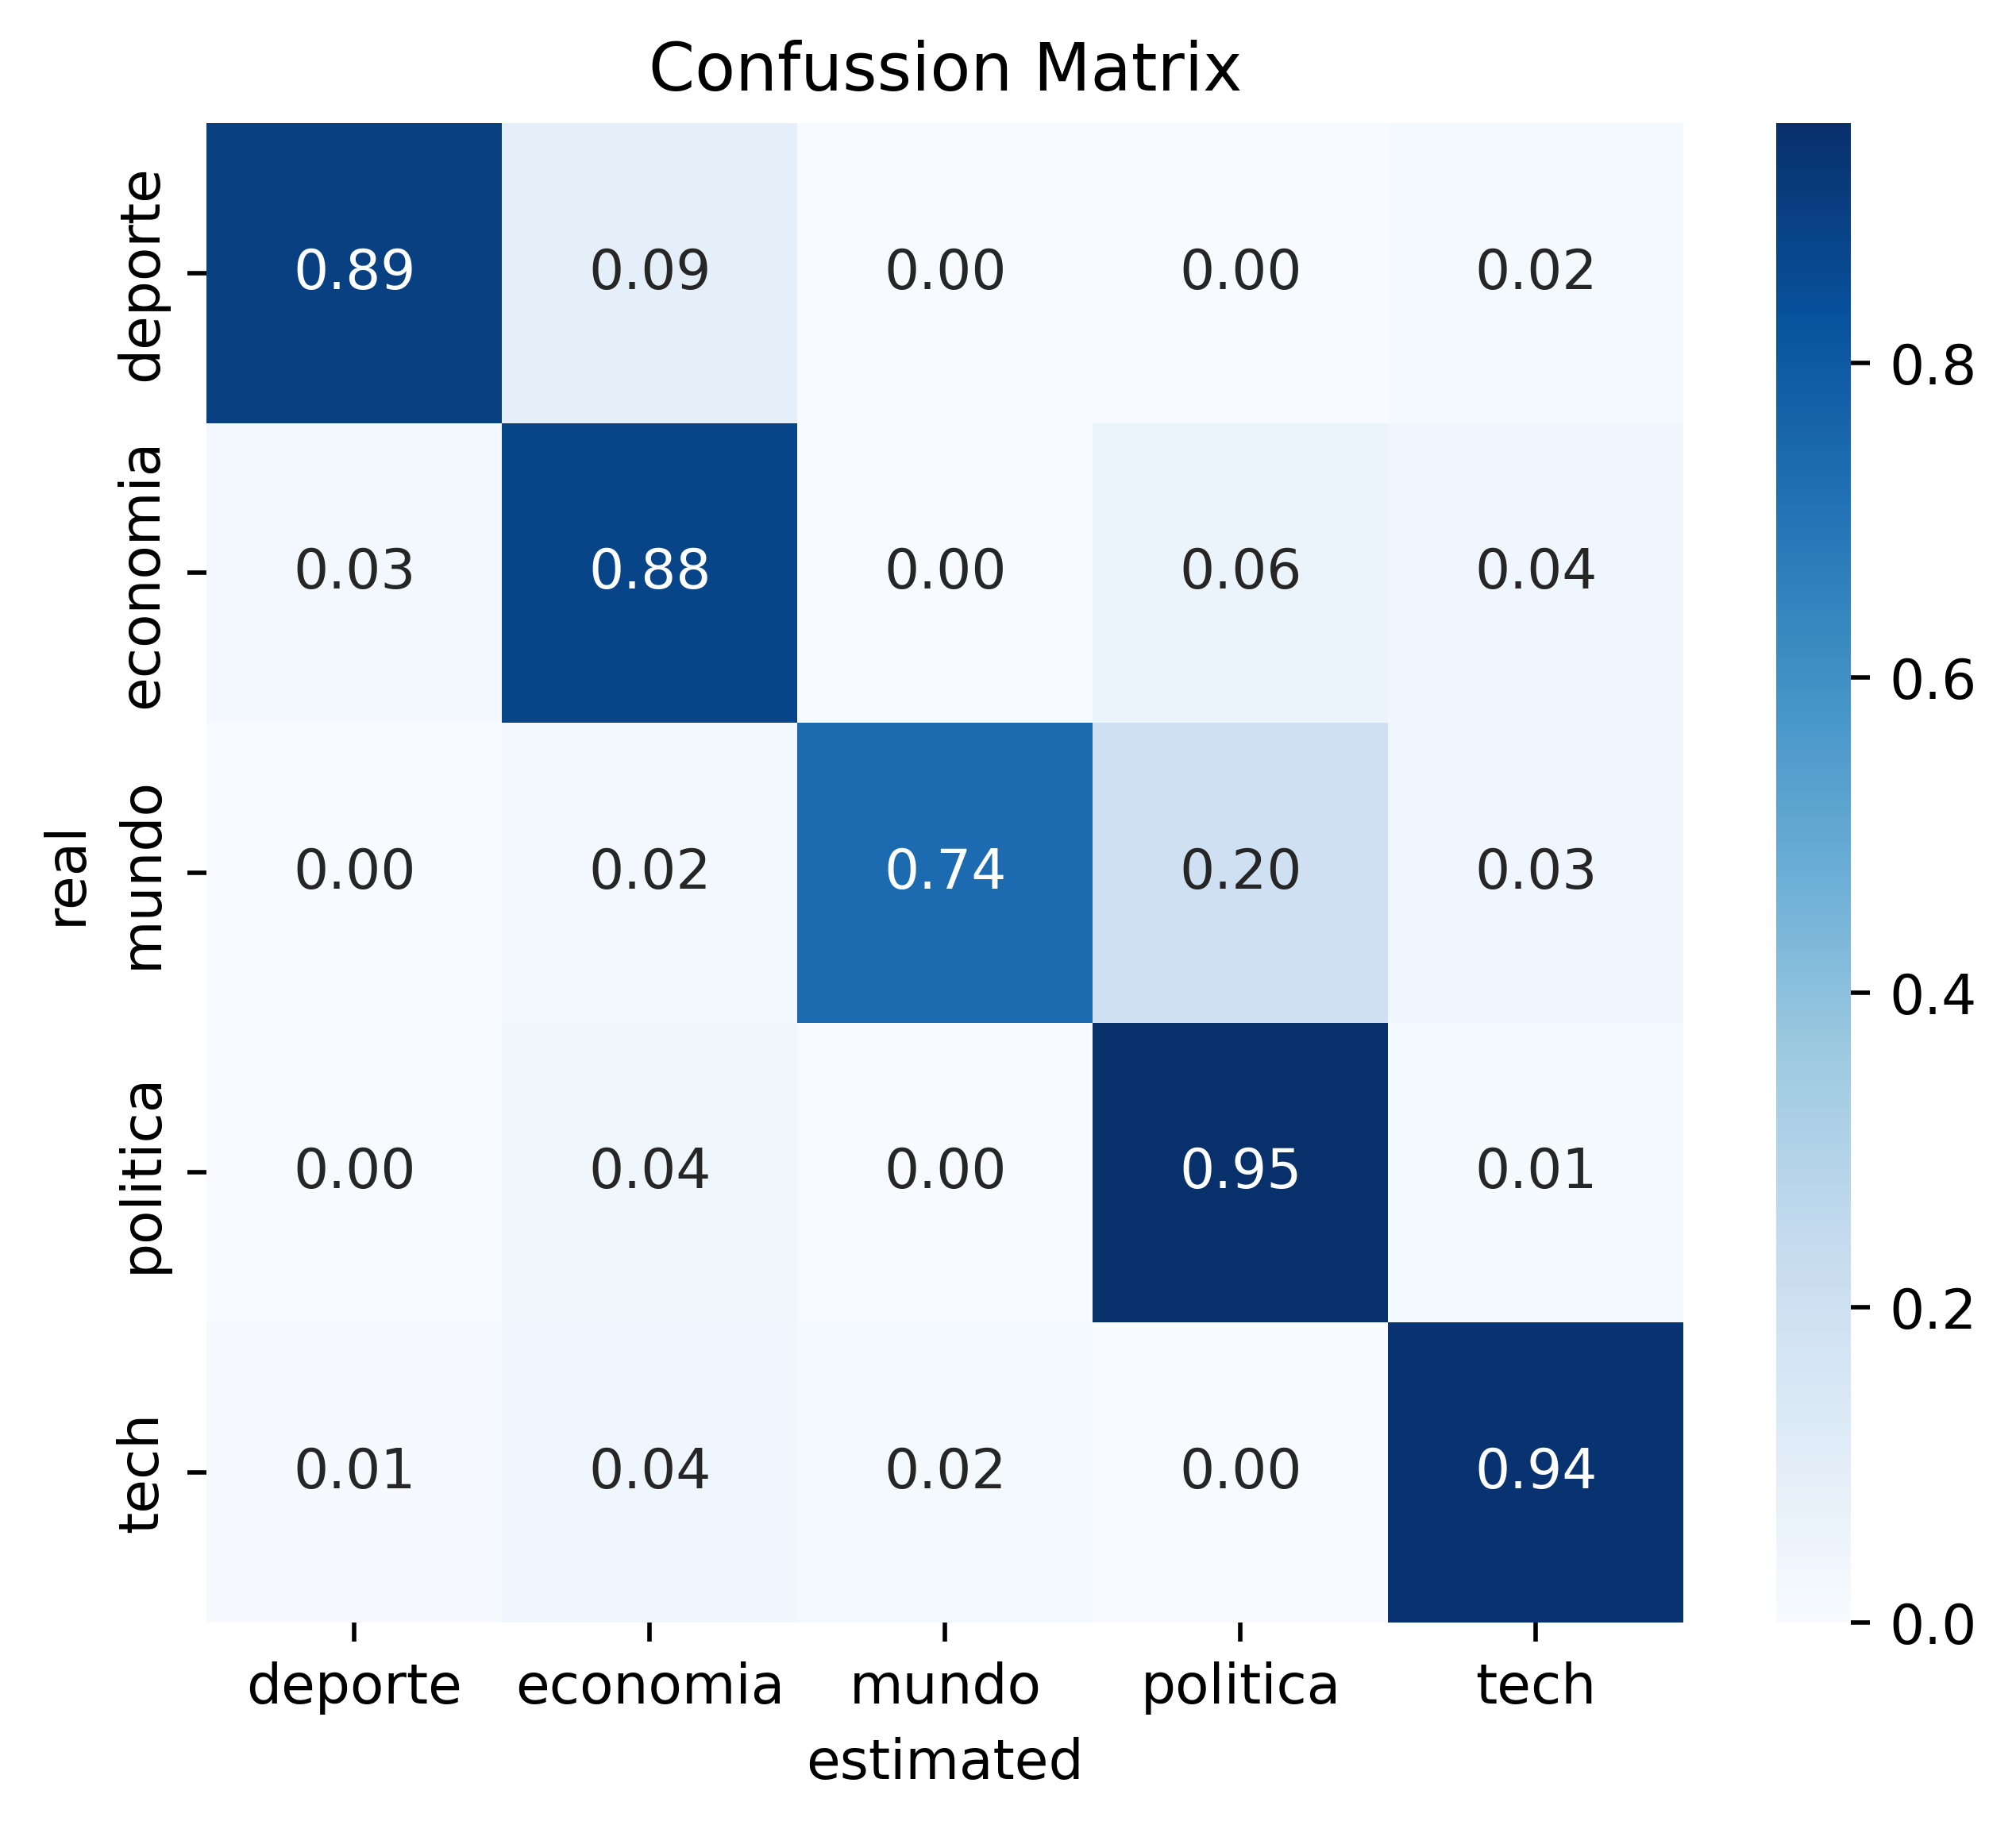 Confussion Matrix
deporte 0.89 0.09 0.00 0.00 0.02
economia 0.03 0.88 0.00 0.06 0.04
mundo 0.00 0.02 0.74 0.20 0.03
politica 0.00 0.04 0.00 0.95 0.01
tech 0.01 0.04 0.02 0.00 0.94
real
deporte economia mundo politica tech
estimated
0.8
0.6
0.4
0.2
0.0